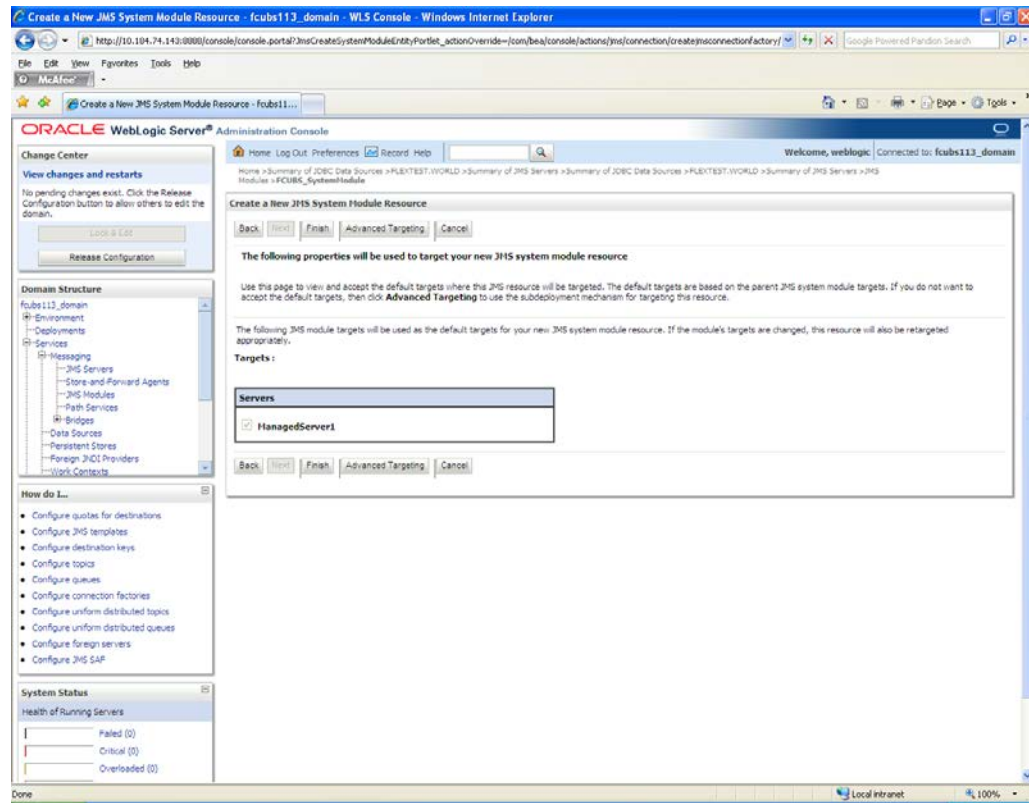 Create a New JMS System Module Resource - fcubs113_domain - WLS Console - Windows Internet Explorer
http://10.184.74.143:8888/console/console.portal?JmsCreateSystemModuleEntityPortlet_actionOverride=/com/bea/console/actions/jms/connection/createjmsconnectionfactory/
Google Powered Pandion Search
File Edit View Favorites Tools Help
McAfee
Create a New JMS System Module Resource - fcubs11...
Page Tools
ORACLE WebLogic Server® Administration Console
Change Center
View changes and restarts
No pending changes exist. Click the Release
Configuration button to allow others to edit the
domain.
Lock & Edit
Release Configuration
Domain Structure
fcubs113_domain
Environment
Deployments
Services
Messaging
JMS Servers
Store-and-Forward Agents
JMS Modules
Path Services
Bridges
Data Sources
Persistent Stores
Foreign JNDI Providers
Work Contexts
How do I...
Configure quotas for destinations
Configure JMS templates
Configure destination keys
Configure topics
Configure queues
Configure connection factories
Configure uniform distributed topics
Configure uniform distributed queues
Configure foreign servers
Configure JMS SAF
System Status
Health of Running Servers
Failed (0)
Critical (0)
Overloaded (0)
Home Log Out Preferences Record Help
Welcome, weblogic Connected to: fcubs113_domain
Home >Summary of JDBC Data Sources >FLEXTEST.WORLD >Summary of JMS Servers >Summary of JDBC Data Sources >FLEXTEST.WORLD >Summary of JMS Servers >JMS
Modules >FCUBS_SystemModule
Create a New JMS System Module Resource
Back Next Finish Advanced Targeting Cancel
The following properties will be used to target your new JMS system module resource
Use this page to view and accept the default targets where this JMS resource will be targeted. The default targets are based on the parent JMS system module targets. If you do not want to
accept the default targets, then click Advanced Targeting to use the subdeployment mechanism for targeting this resource.
The following JMS module targets will be used as the default targets for your new JMS system module resource. If the module's targets are changed, this resource will also be retargeted
appropriately.
Targets :
Servers
ManagedServer1
Back Next Finish Advanced Targeting Cancel
Done
Local intranet
100%